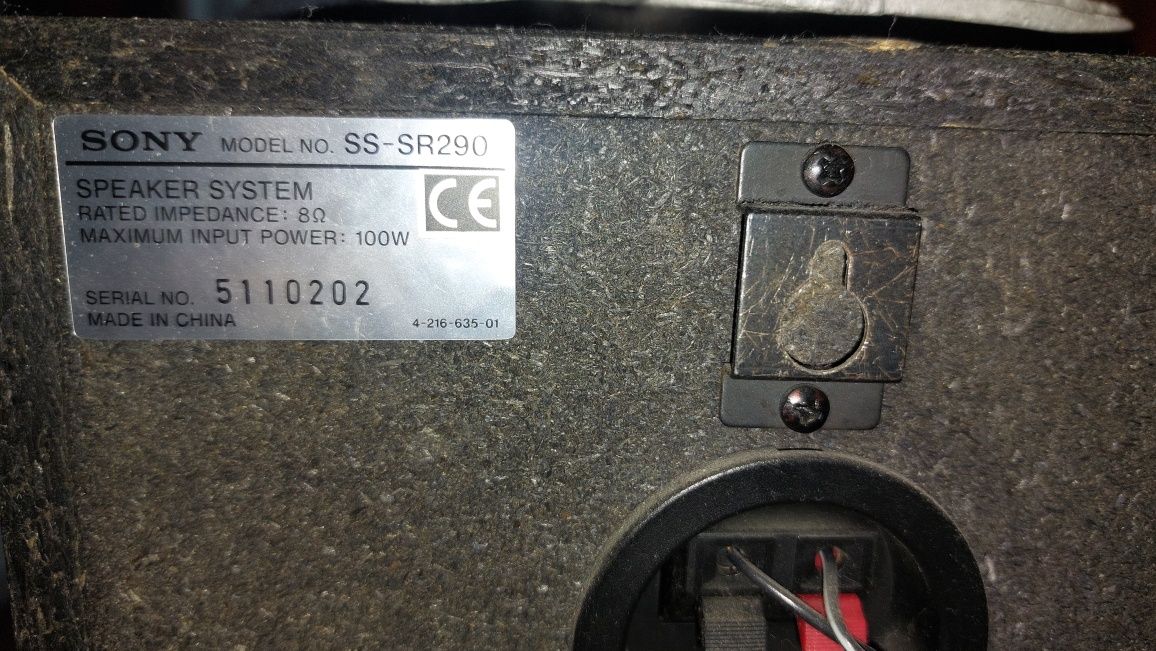 SONY MODEL NO. SS-SR290
SPEAKER SYSTEM
RATED IMPEDANCE: 8Ω
MAXIMUM INPUT POWER: 100W
CE
SERIAL NO. 5110202
MADE IN CHINA
4-216-635-01